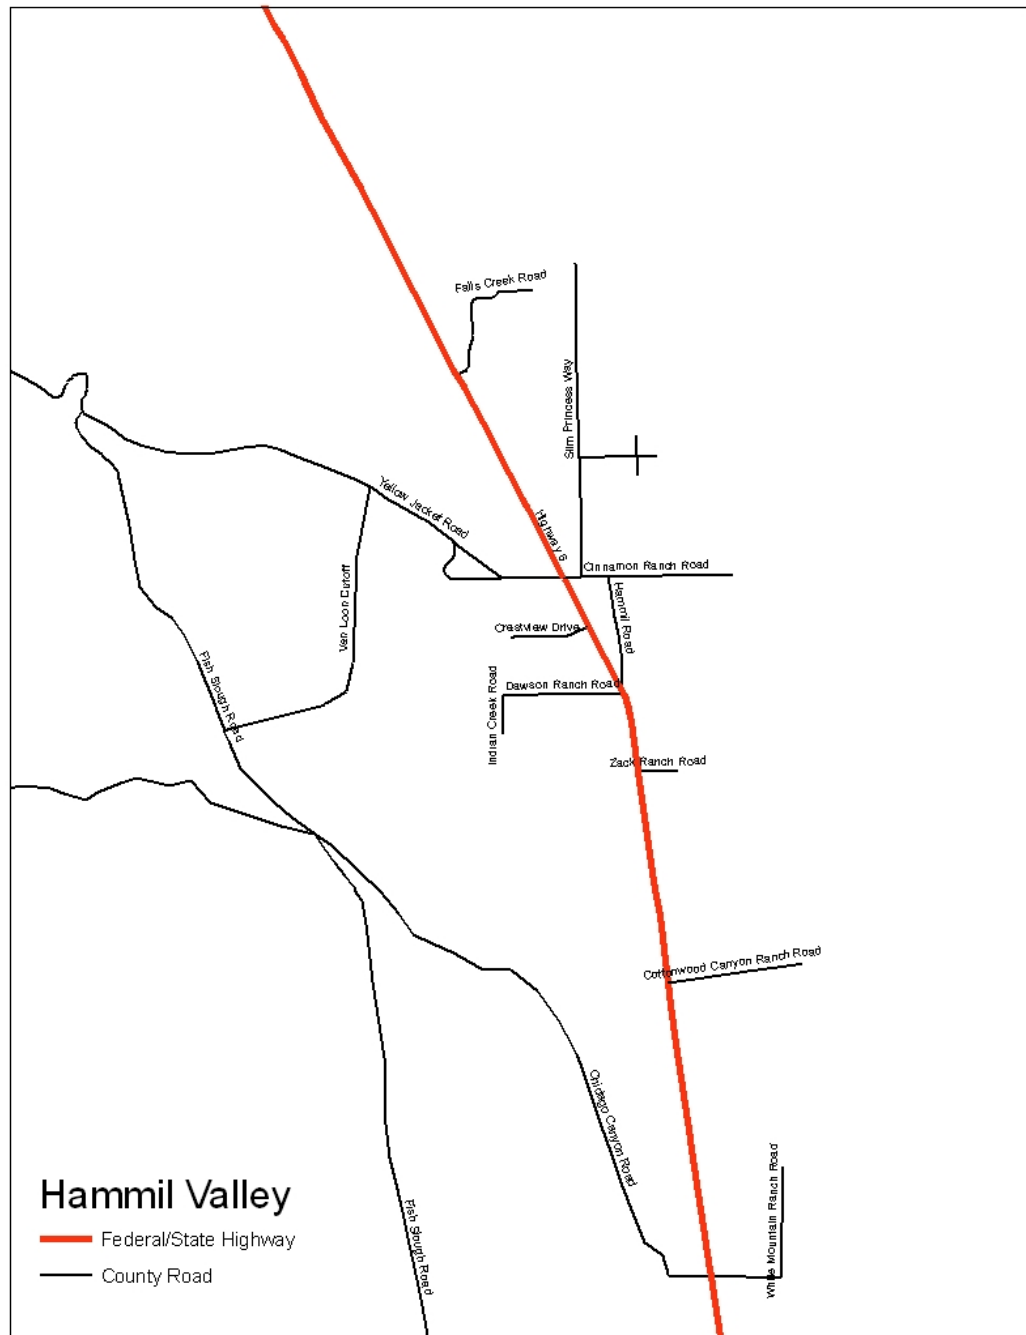 Falls Creek Road
Slim Princess Way
Yellow Jacket Road
Highway 6
Cinnamon Ranch Road
Van Loon Cutoff
Hammil Road
Crestview Drive
Fish Slough Road
Indian Creek Road
Dawson Ranch Road
Zack Ranch Road
Cottonwood Canyon Ranch Road
Chidago Canyon Road
White Mountain Ranch Road
Fish Slough Road
Hammil Valley
Federal/State Highway
County Road